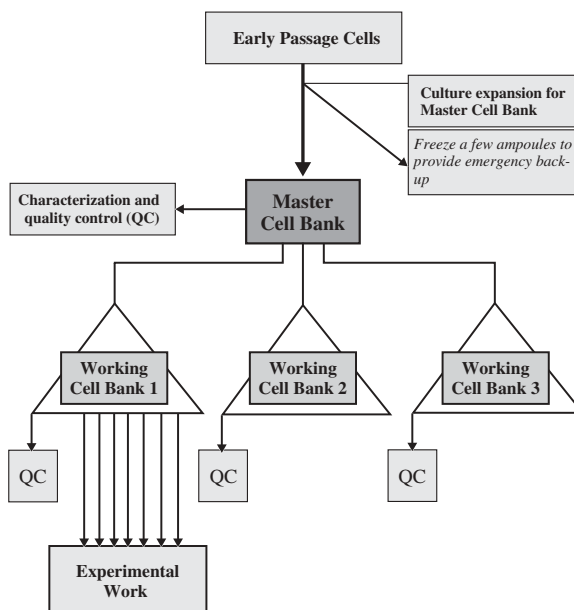 Early Passage Cells
Culture expansion for
Master Cell Bank
Freeze a few ampoules to
provide emergency back-
up
Characterization and
quality control (QC)
Master
Cell Bank
Working
Cell Bank 1
Working
Cell Bank 2
Working
Cell Bank 3
QC
QC
QC
Experimental
Work